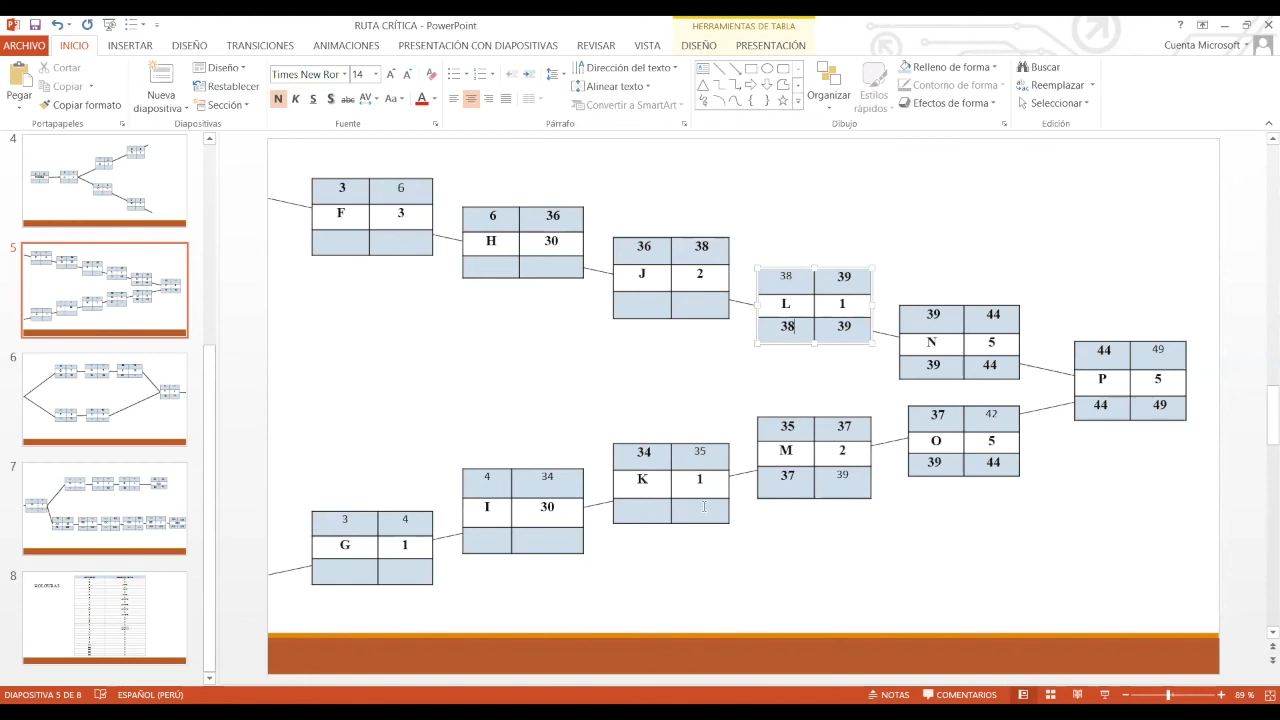 RUTA CRÍTICA - PowerPoint
HERRAMIENTAS DE TABLA
?
ARCHIVO INICIO INSERTAR DISEÑO TRANSICIONES ANIMACIONES PRESENTACIÓN CON DIAPOSITIVAS REVISAR VISTA DISEÑO PRESENTACIÓN
Cuenta Microsoft
Pegar
Cortar
Copiar
Copiar formato
Portapapeles
Nueva
diapositiva
Diseño
Restablecer
Sección
Diapositivas
Times New Ror 14
N K S abc AV Aa A
Fuente
Dirección del texto
Alinear texto
Convertir a SmartArt
Párrafo
Organizar
Estilos
rápidos
Relleno de forma
Contorno de forma
Efectos de forma
Dibujo
Buscar
Reemplazar
Seleccionar
Edición
4
5
6
7
8
3 6
F 3
6 36
H 30
36 38
J 2
38 39
L 1
38 39
39 44
N 5
39 44
44 49
P 5
44 49
37 42
O 5
39 44
35 37
M 2
37 39
34 35
K 1
4 34
I 30
3 4
G 1
DIAPOSITIVA 5 DE 8 ESPAÑOL (PERÚ) NOTAS COMENTARIOS 89 %